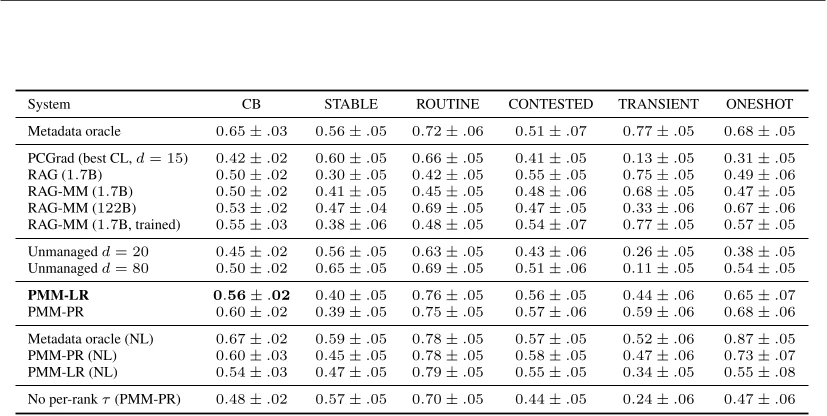 System CB STABLE ROUTINE CONTESTED TRANSIENT ONESHOT
Metadata oracle 0.65 ± .03 0.56 ± .05 0.72 ± .06 0.51 ± .07 0.77 ± .05 0.68 ± .05
PCGrad (best CL, d = 15) 0.42 ± .02 0.60 ± .05 0.66 ± .05 0.41 ± .05 0.13 ± .05 0.31 ± .05
RAG (1.7B) 0.50 ± .02 0.30 ± .05 0.42 ± .05 0.55 ± .05 0.75 ± .05 0.49 ± .06
RAG-MM (1.7B) 0.50 ± .02 0.41 ± .05 0.45 ± .05 0.48 ± .06 0.68 ± .05 0.47 ± .05
RAG-MM (122B) 0.53 ± .02 0.47 ± .04 0.69 ± .05 0.47 ± .05 0.33 ± .06 0.67 ± .06
RAG-MM (1.7B, trained) 0.55 ± .03 0.38 ± .06 0.48 ± .05 0.54 ± .07 0.77 ± .05 0.57 ± .05
Unmanaged d = 20 0.45 ± .02 0.56 ± .05 0.63 ± .05 0.43 ± .06 0.26 ± .05 0.38 ± .05
Unmanaged d = 80 0.50 ± .02 0.65 ± .05 0.69 ± .05 0.51 ± .06 0.11 ± .05 0.54 ± .05
PMM-LR 0.56 ± .02 0.40 ± .05 0.76 ± .05 0.56 ± .05 0.44 ± .06 0.65 ± .07
PMM-PR 0.60 ± .02 0.39 ± .05 0.75 ± .05 0.57 ± .06 0.59 ± .06 0.68 ± .06
Metadata oracle (NL) 0.67 ± .02 0.59 ± .05 0.78 ± .05 0.57 ± .05 0.52 ± .06 0.87 ± .05
PMM-PR (NL) 0.60 ± .03 0.45 ± .05 0.78 ± .05 0.58 ± .05 0.47 ± .06 0.73 ± .07
PMM-LR (NL) 0.54 ± .03 0.47 ± .05 0.79 ± .05 0.55 ± .05 0.34 ± .05 0.55 ± .08
No per-rank τ (PMM-PR) 0.48 ± .02 0.57 ± .05 0.70 ± .05 0.44 ± .05 0.24 ± .06 0.47 ± .06